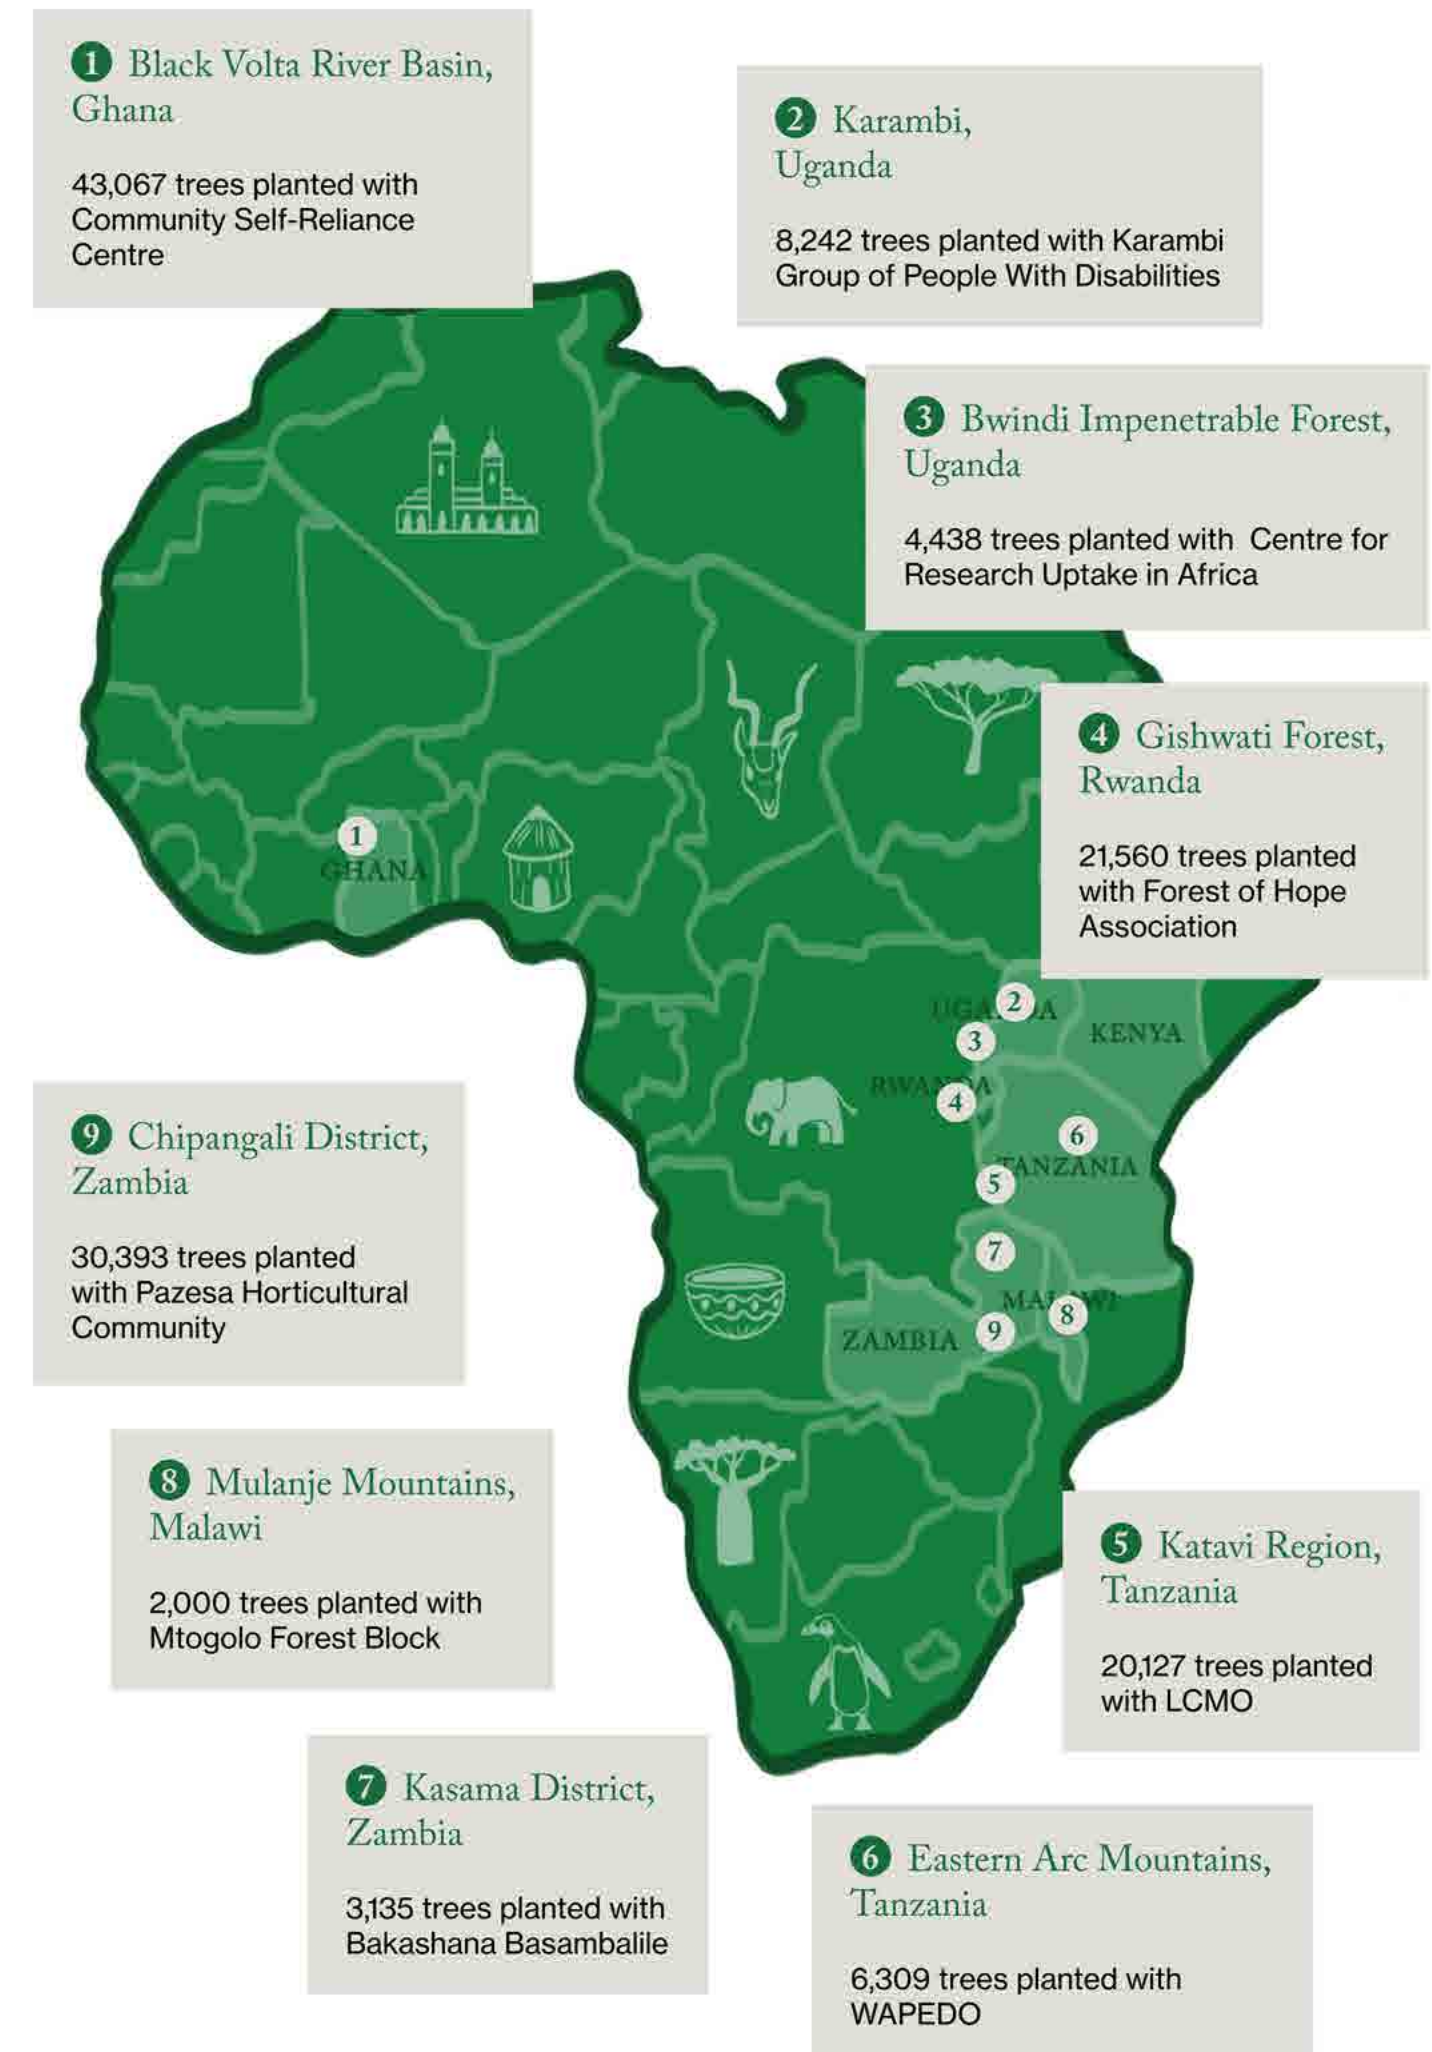 1 Black Volta River Basin,
Ghana
43,067 trees planted with
Community Self-Reliance
Centre
2 Karambi,
Uganda
8,242 trees planted with Karambi
Group of People With Disabilities
3 Bwindi Impenetrable Forest,
Uganda
4,438 trees planted with Centre for
Research Uptake in Africa
4 Gishwati Forest,
Rwanda
21,560 trees planted
with Forest of Hope
Association
1
GHANA
2
KENYA
3
4
6
TANZANIA
5
7
8
ZAMBIA
9
9 Chipangali District,
Zambia
30,393 trees planted
with Pazesa Horticultural
Community
8 Mulanje Mountains,
Malawi
2,000 trees planted with
Mtogolo Forest Block
5 Katavi Region,
Tanzania
20,127 trees planted
with LCMO
7 Kasama District,
Zambia
3,135 trees planted with
Bakashana Basambalile
6 Eastern Arc Mountains,
Tanzania
6,309 trees planted with
WAPEDO